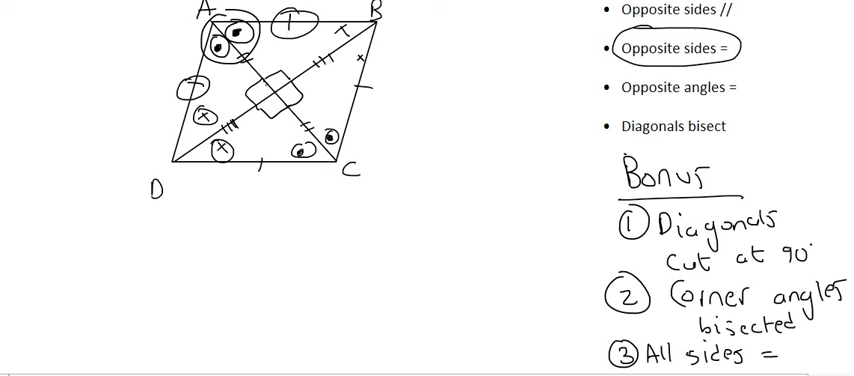 A
B
D
C
• Opposite sides //
• Opposite sides =
• Opposite angles =
• Diagonals bisect
Bonus
① Diagonals
cut at 90°
② Corner angles
bisected
③ All sides =